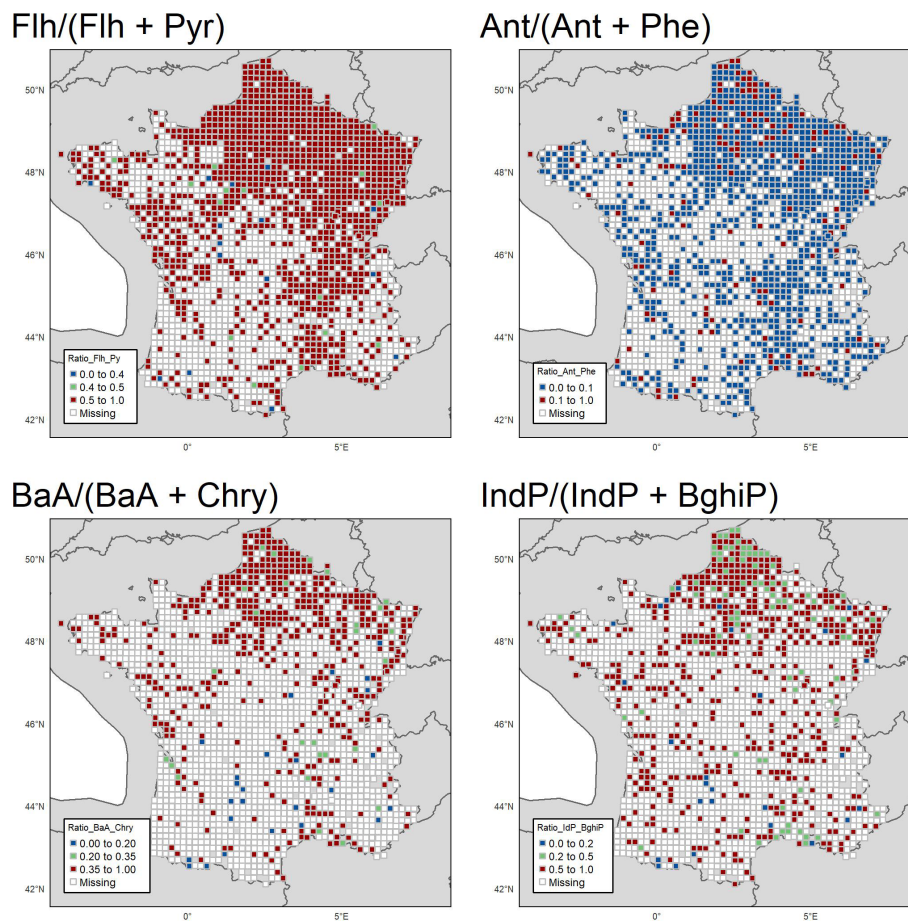 Flh/(Flh + Pyr)
Ant/(Ant + Phe)
50°N
48°N
46°N
44°N
42°N
0°
5°E
Ratio_Flh_Py
0.0 to 0.4
0.4 to 0.5
0.5 to 1.0
Missing
50°N
48°N
46°N
44°N
42°N
0°
5°E
Ratio_Ant_Phe
0.0 to 0.1
0.1 to 1.0
Missing
BaA/(BaA + Chry)
IndP/(IndP + BghiP)
50°N
48°N
46°N
44°N
42°N
0°
5°E
Ratio_BaA_Chry
0.00 to 0.20
0.20 to 0.35
0.35 to 1.00
Missing
50°N
48°N
46°N
44°N
42°N
0°
5°E
Ratio_IdP_BghiP
0.0 to 0.2
0.2 to 0.5
0.5 to 1.0
Missing